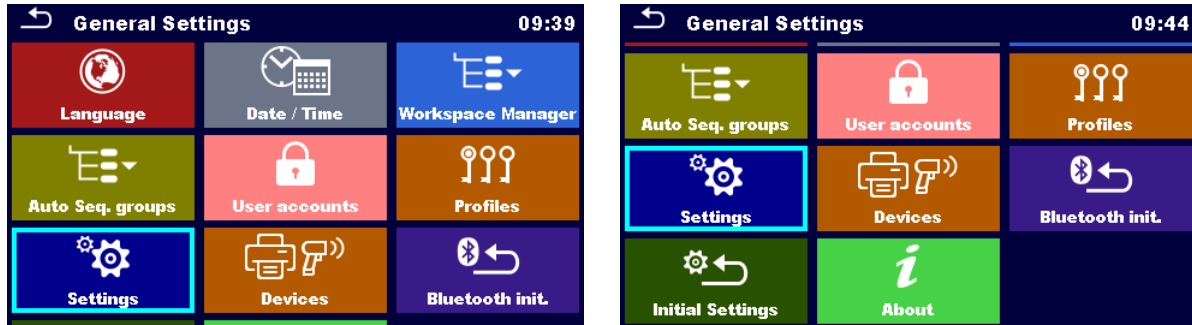 General Settings 09:39
Language Date / Time Workspace Manager
Auto Seq. groups User accounts Profiles
Settings Devices Bluetooth init.
General Settings 09:44
Auto Seq. groups User accounts Profiles
Settings Devices Bluetooth init.
Initial Settings About